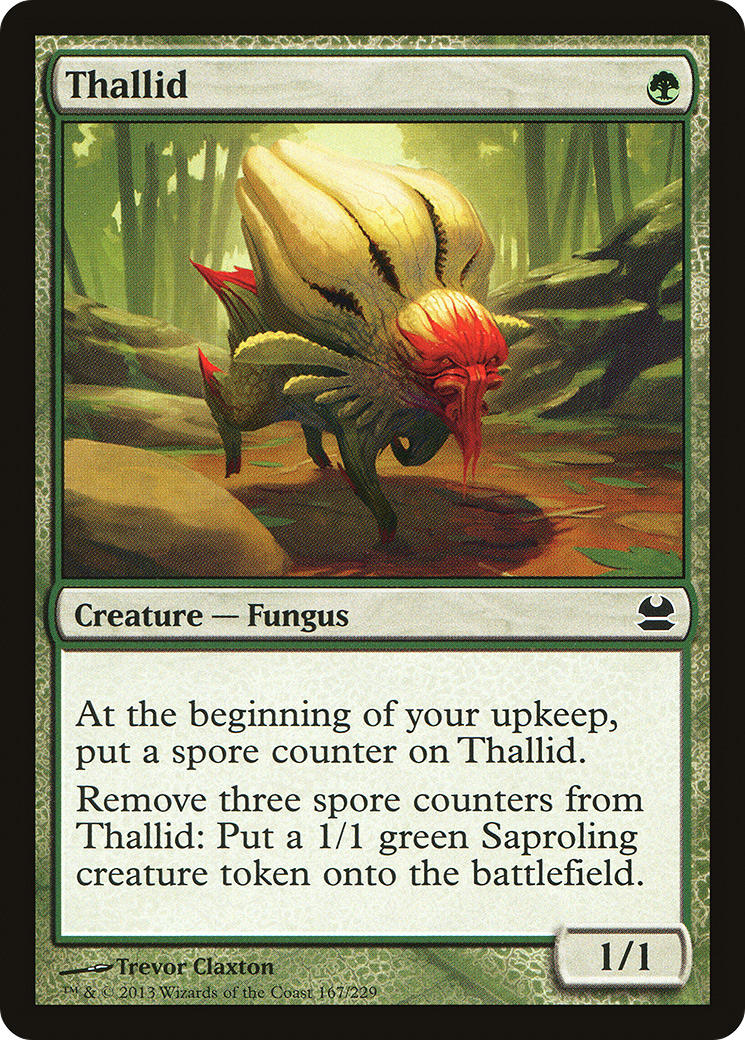 Thallid
Creature — Fungus
At the beginning of your upkeep,
put a spore counter on Thallid.
Remove three spore counters from
Thallid: Put a 1/1 green Saproling
creature token onto the battlefield.
1/1
Trevor Claxton
™ & © 2013 Wizards of the Coast 167/229